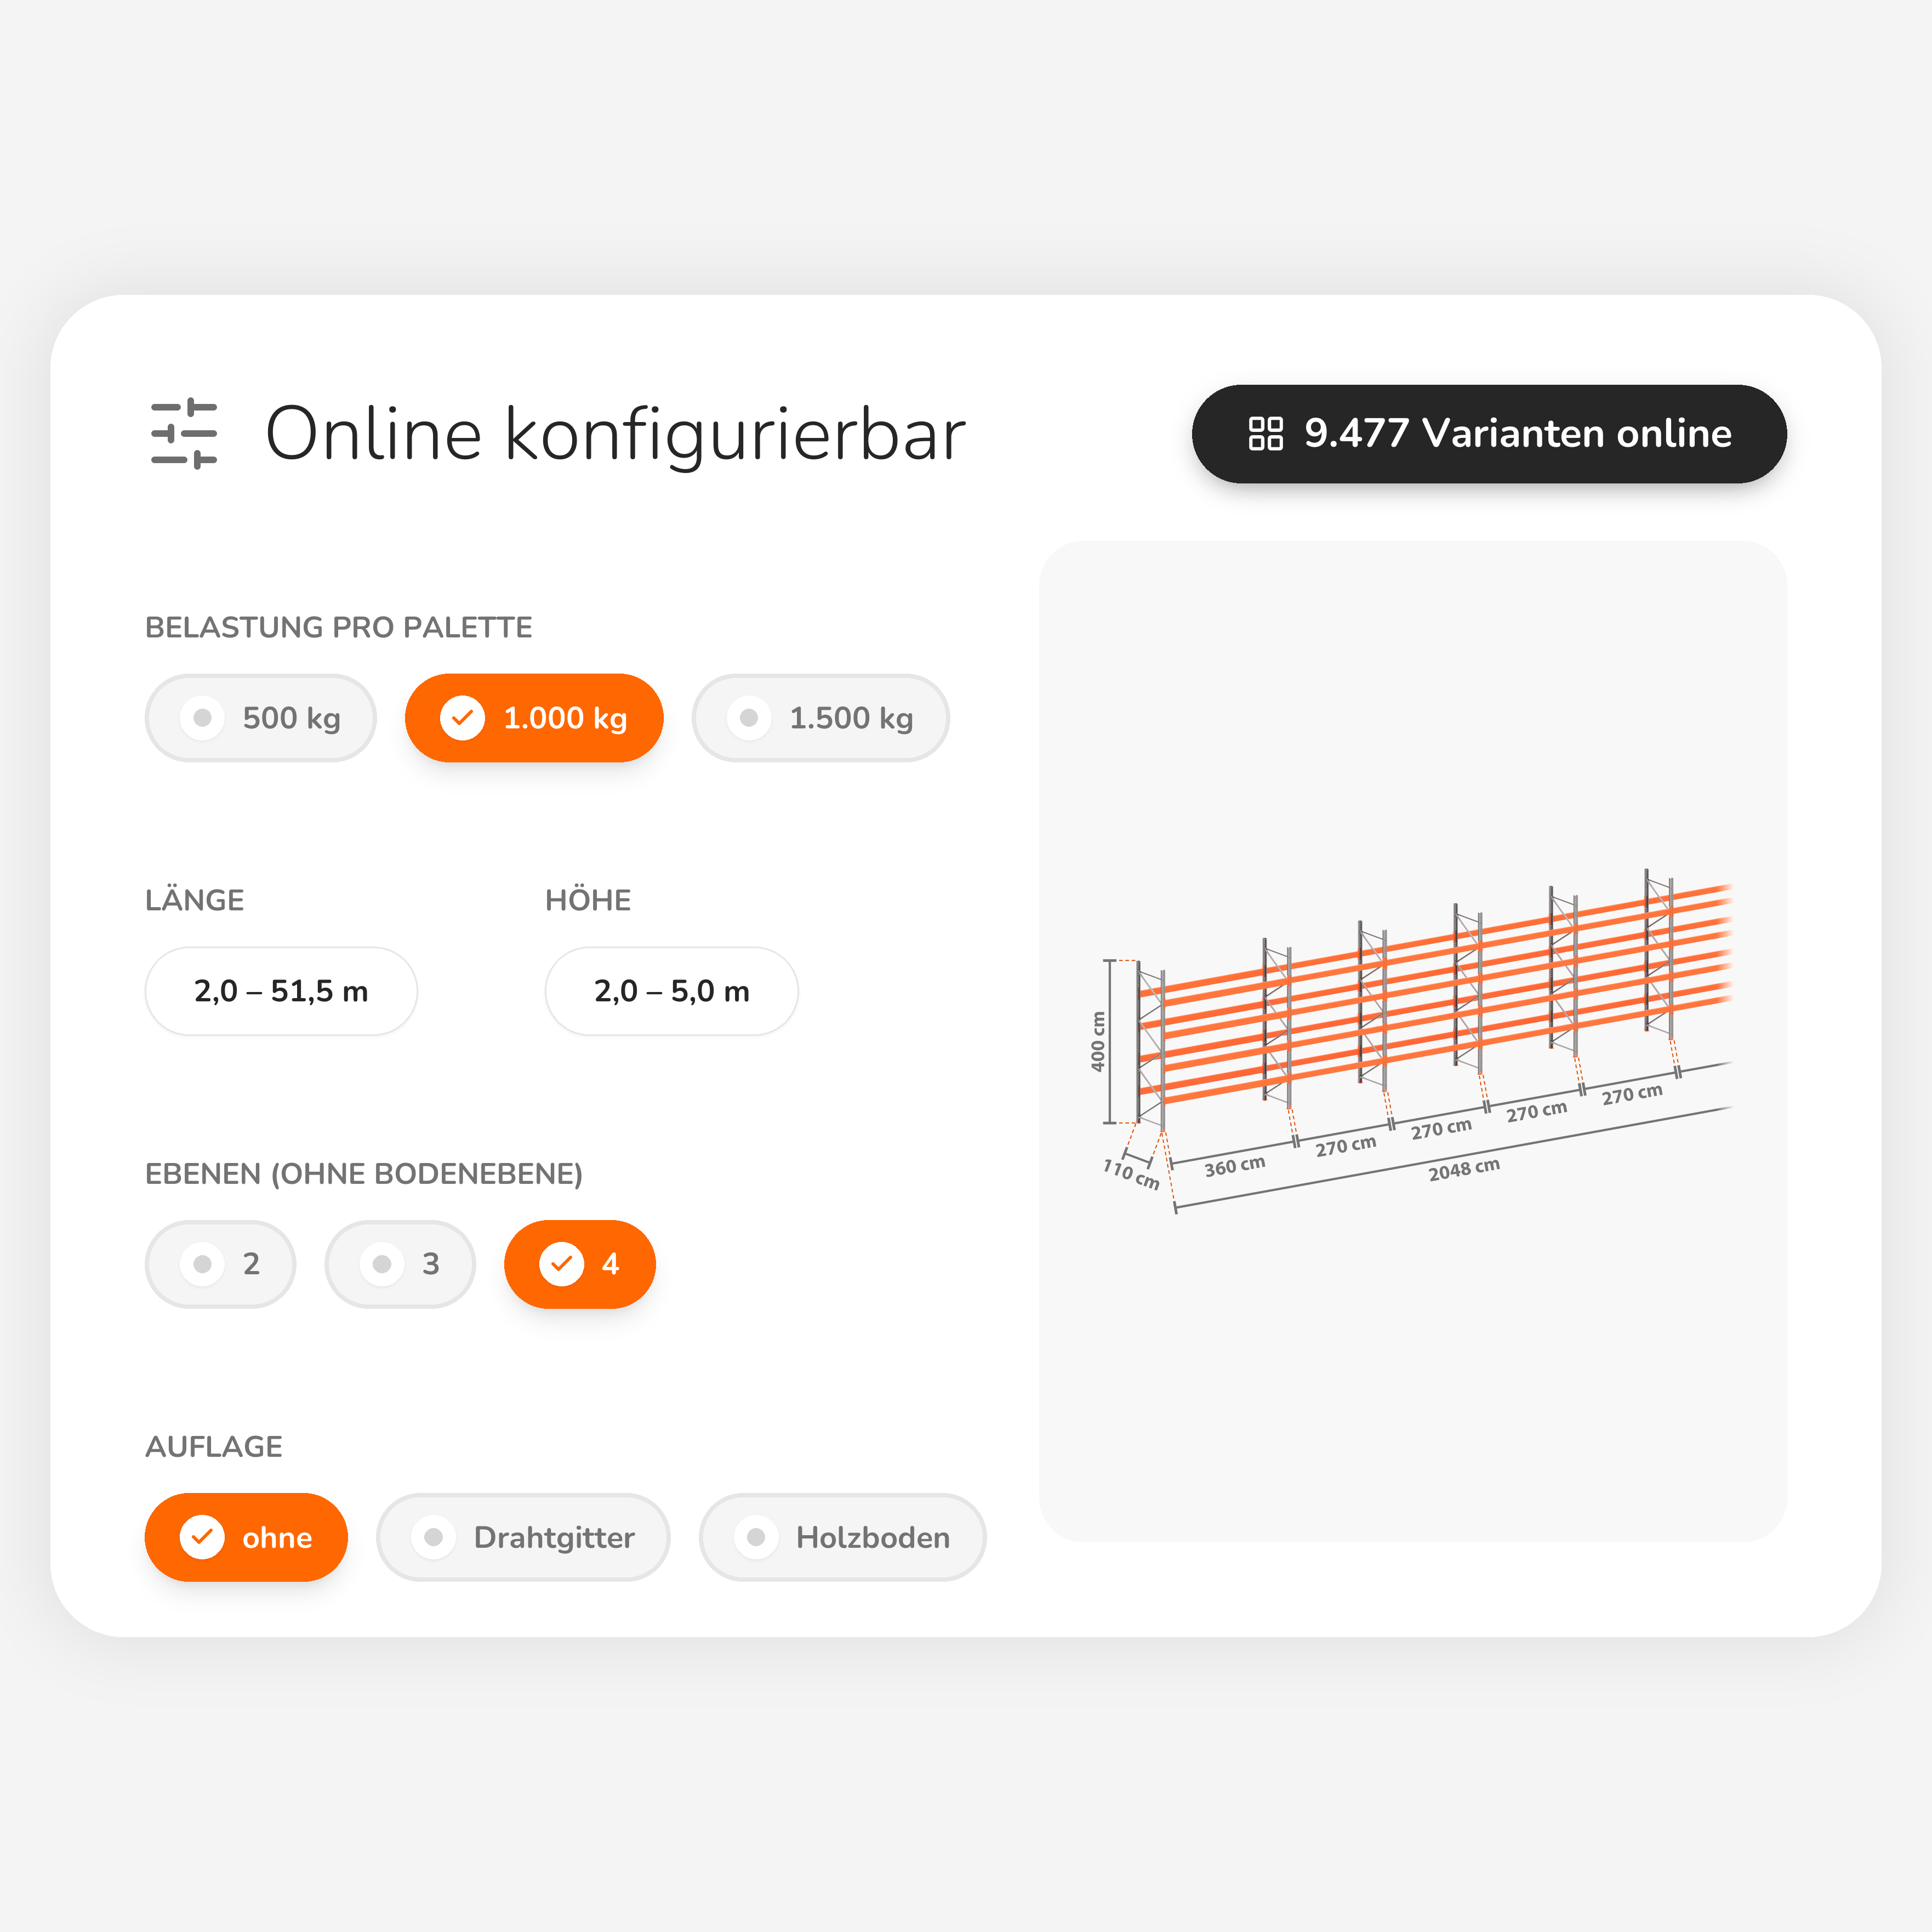 Online konfigurierbar
9.477 Varianten online
BELASTUNG PRO PALETTE
500 kg
1.000 kg
1.500 kg
LÄNGE
HÖHE
2,0 – 51,5 m
2,0 – 5,0 m
EBENEN (OHNE BODENEBENE)
2
3
4
AUFLAGE
ohne
Drahtgitter
Holzboden
400 cm
110 cm
360 cm
270 cm
270 cm
270 cm
270 cm
2048 cm